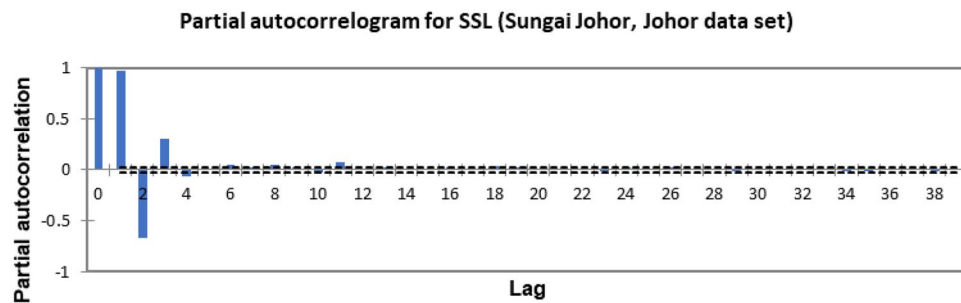 Partial autocorrelogram for SSL (Sungai Johor, Johor data set)
Partial autocorrelation
1
0.5
0
-0.5
-1
0 2 4 6 8 10 12 14 16 18 20 22 24 26 28 30 32 34 36 38
Lag